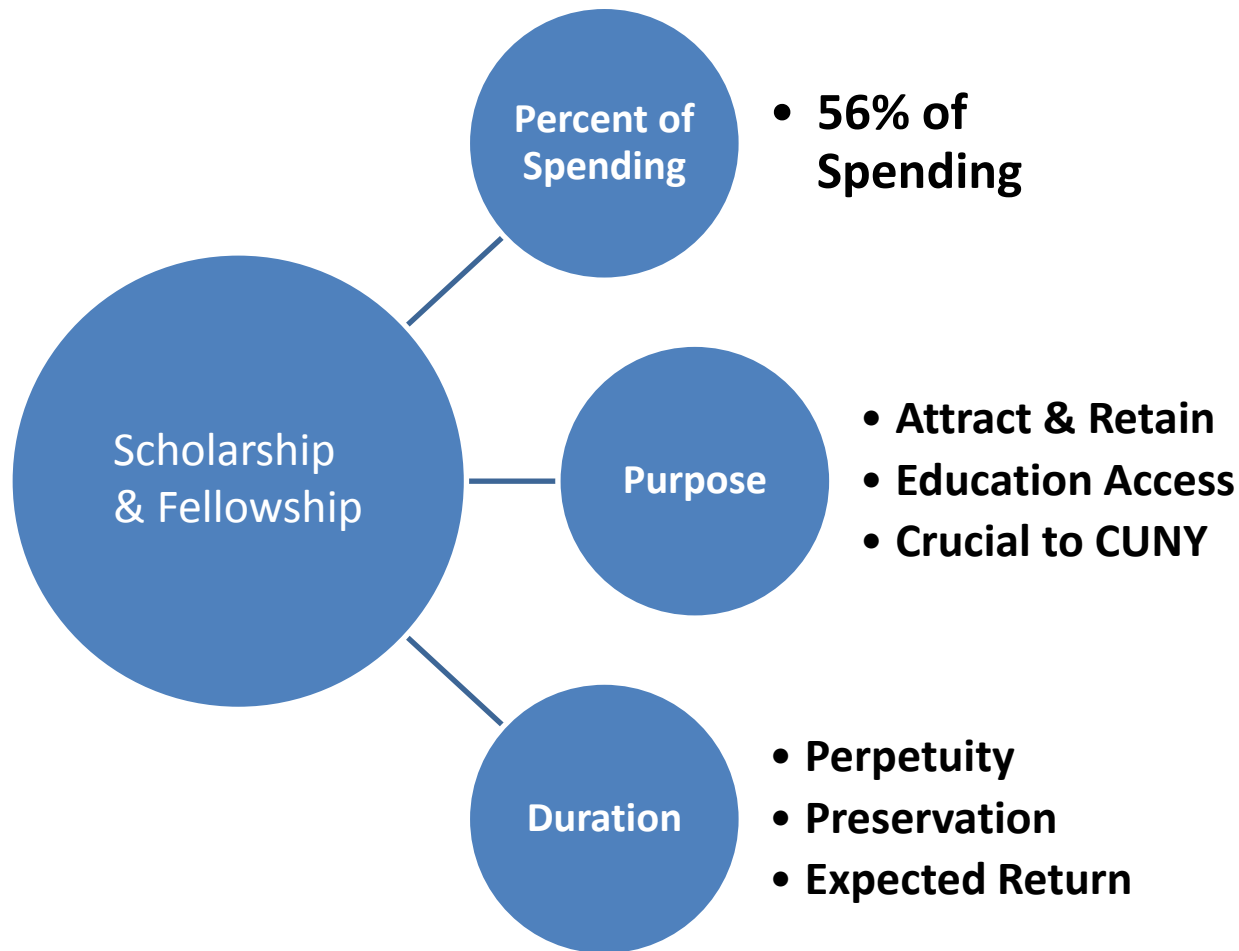 Percent of
Spending
• 56% of
Spending
Scholarship
& Fellowship
Purpose
• Attract & Retain
• Education Access
• Crucial to CUNY
Duration
• Perpetuity
• Preservation
• Expected Return